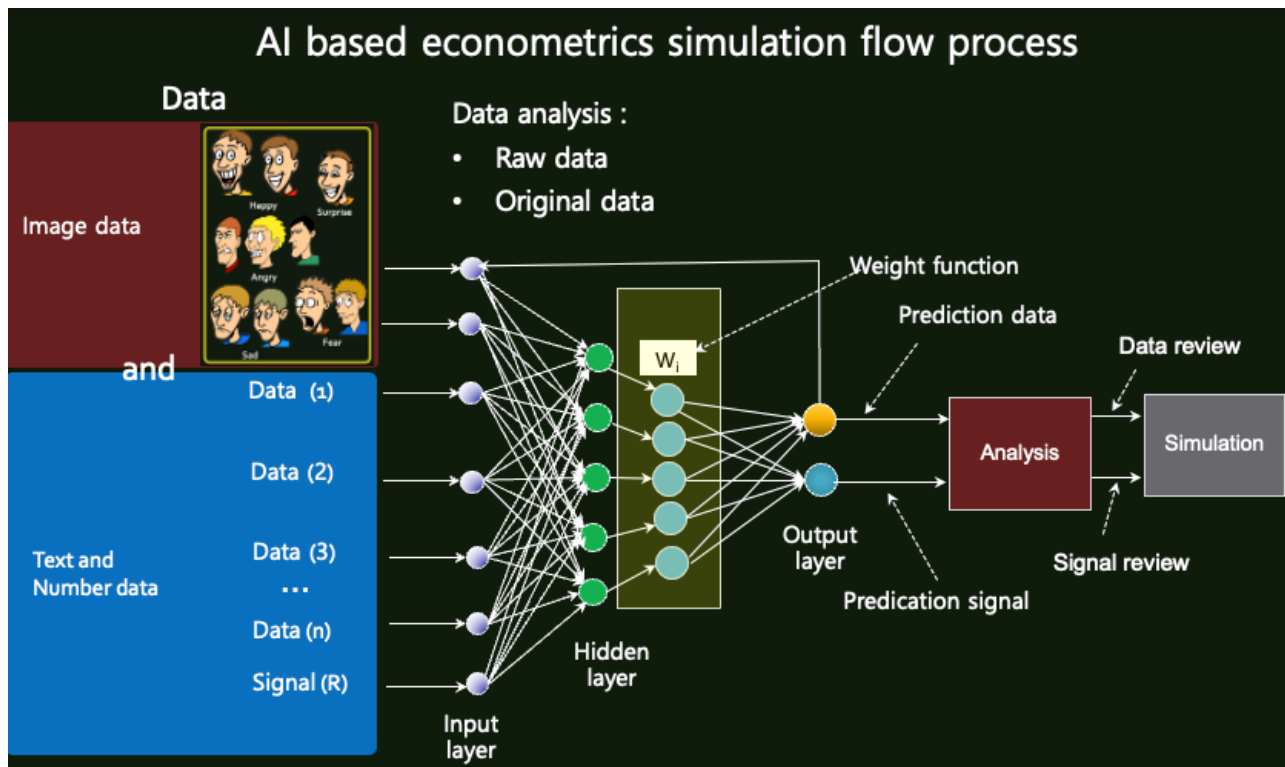 AI based econometrics simulation flow process
Data
Data analysis :
• Raw data
• Original data
Image data
Happy
Surprise
Angry
Sad
Fear
and
Text and
Number data
Data (1)
Data (2)
Data (3)
...
Data (n)
Signal (R)
Input
layer
Hidden
layer
Wi
Weight function
Output
layer
Prediction data
Predication signal
Analysis
Data review
Signal review
Simulation